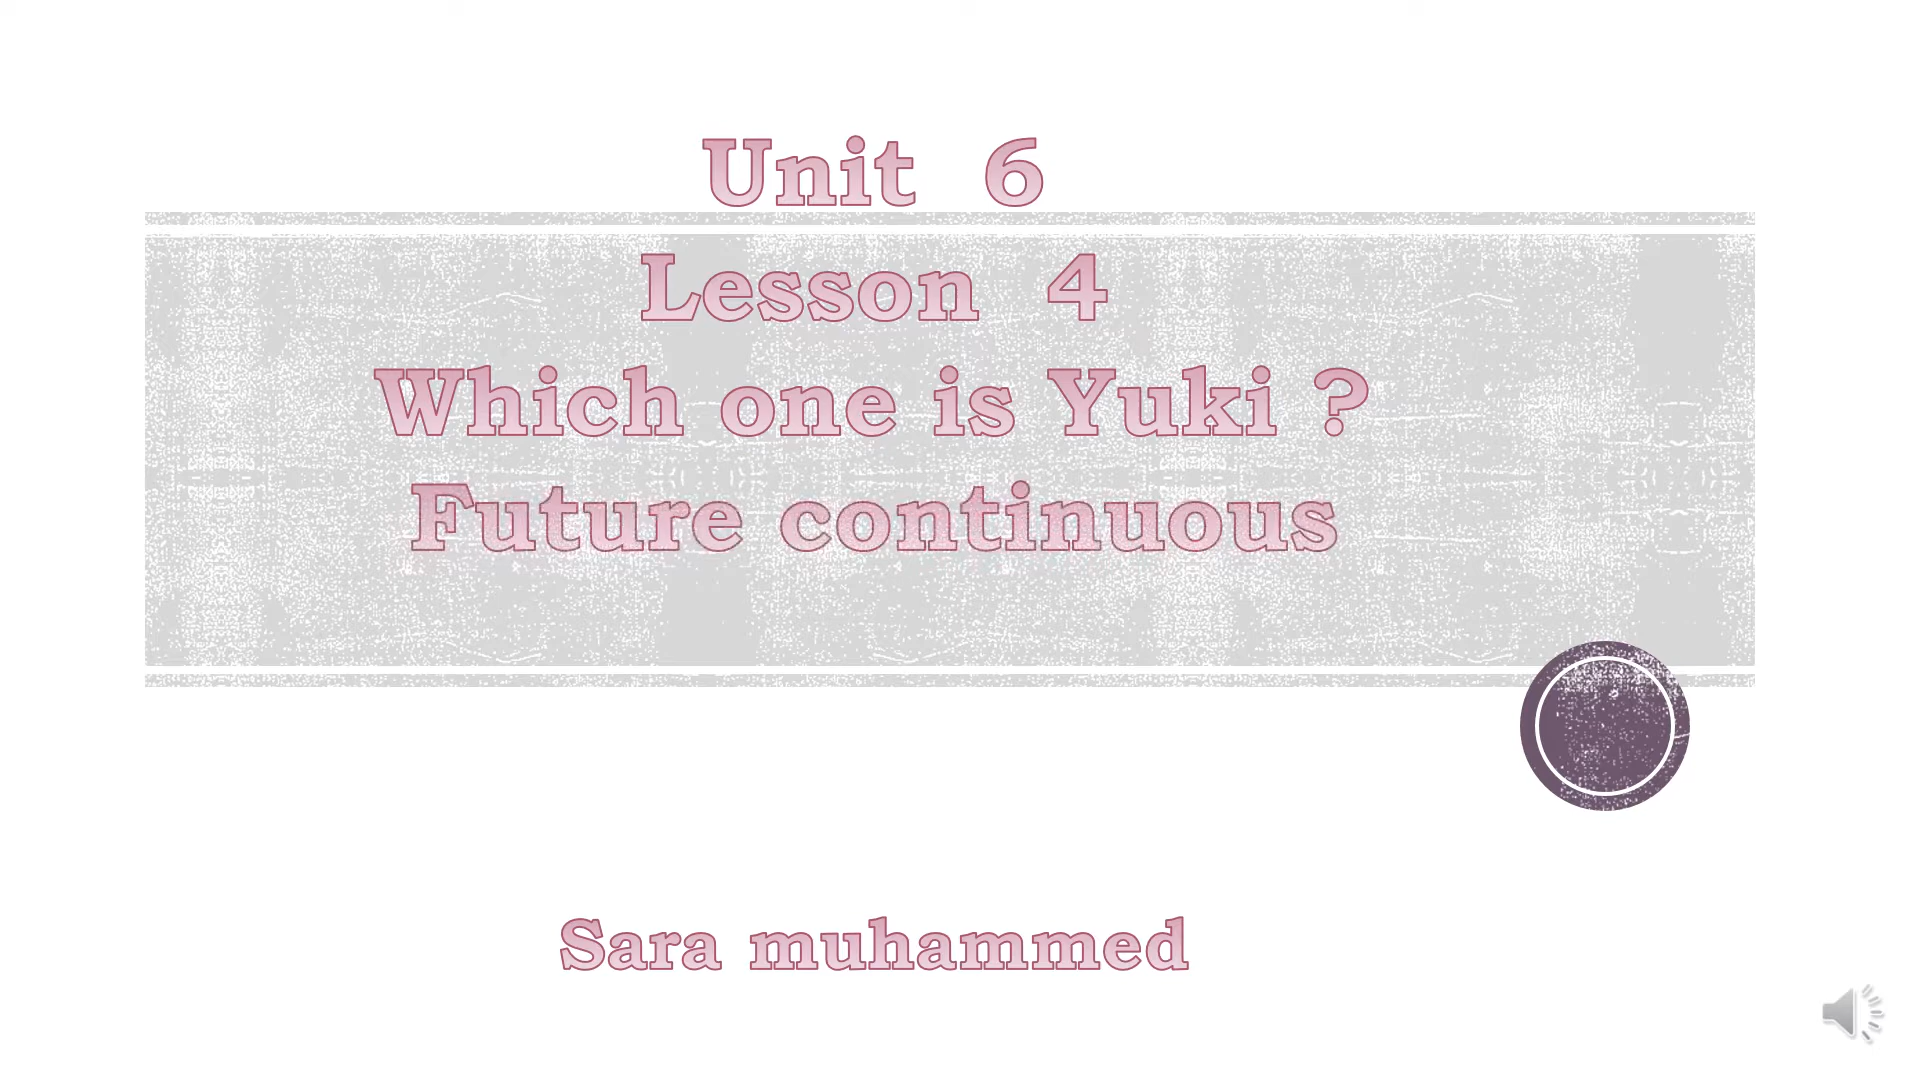 Unit 6
Lesson 4
Which one is Yuki ?
Future continuous
Sara muhammed